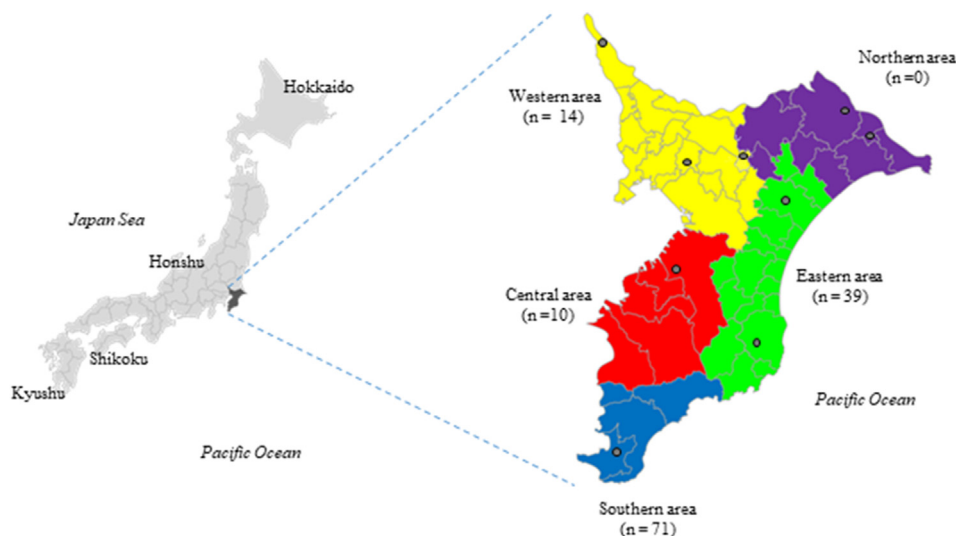 Hokkaido
Japan Sea
Honshu
Shikoku
Kyushu
Pacific Ocean
Northern area
(n =0)
Western area
(n = 14)
Eastern area
(n = 39)
Central area
(n =10)
Pacific Ocean
Southern area
(n = 71)